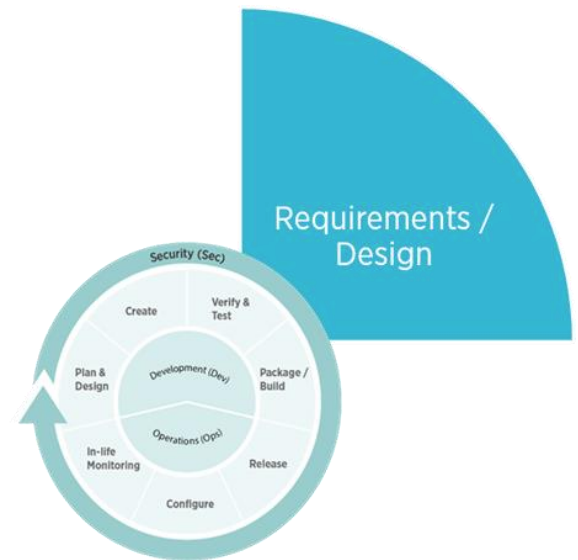 Requirements /
Design
Security (Sec)
Create
Verify &
Test
Plan &
Design
Development (Dev)
Package /
Build
Operations (Ops)
In-life
Monitoring
Release
Configure